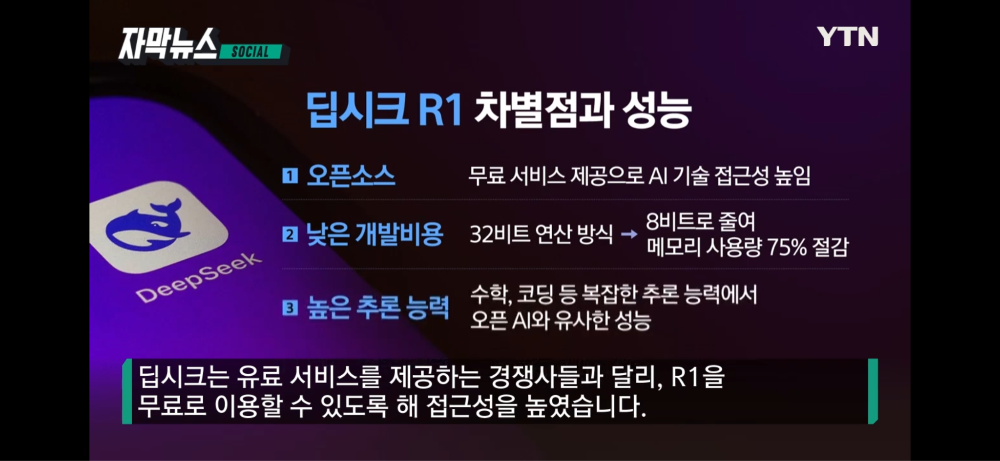 자막뉴스 SOCIAL
YTN
딥시크 R1 차별점과 성능
1 오픈소스 무료 서비스 제공으로 AI 기술 접근성 높임
2 낮은 개발비용 32비트 연산 방식 → 8비트로 줄여
메모리 사용량 75% 절감
3 높은 추론 능력 수학, 코딩 등 복잡한 추론 능력에서
오픈 AI와 유사한 성능
DeepSeek
딥시크는 유료 서비스를 제공하는 경쟁사들과 달리, R1을
무료로 이용할 수 있도록 해 접근성을 높였습니다.